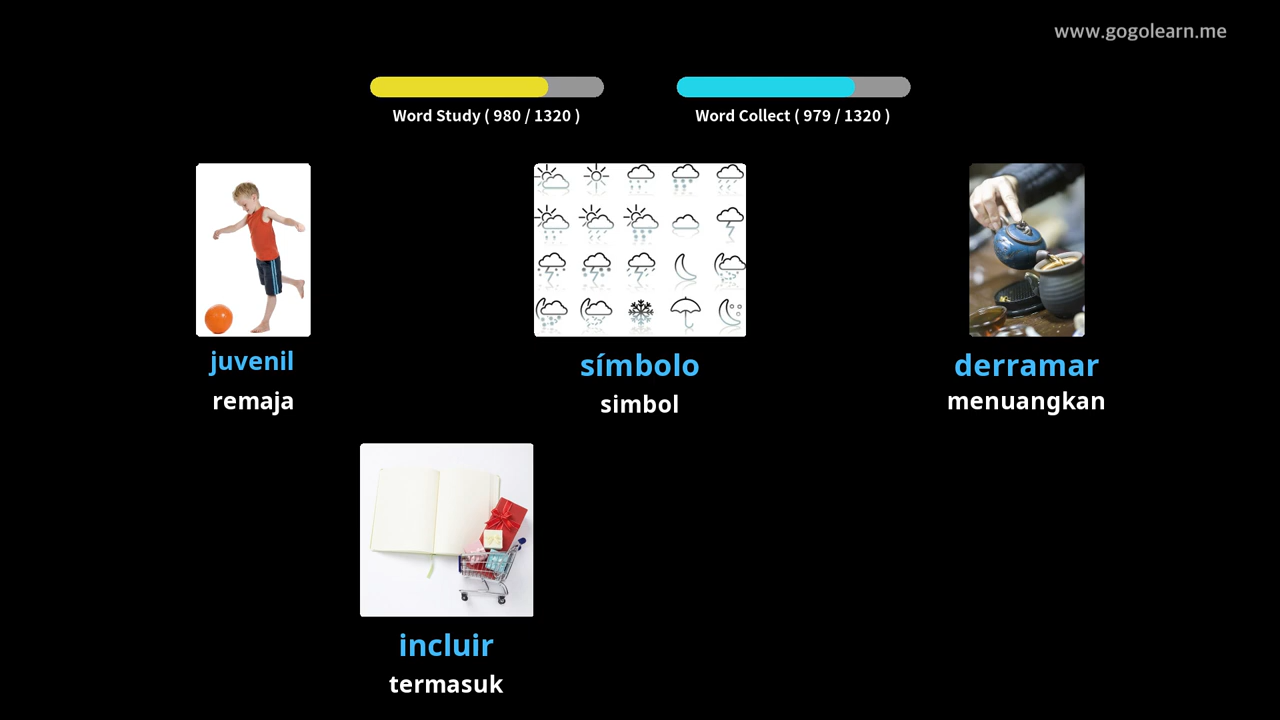 www.gogolearn.me
Word Study ( 980 / 1320 )
Word Collect ( 979 / 1320 )
juvenil
remaja
símbolo
simbol
derramar
menuangkan
incluir
termasuk